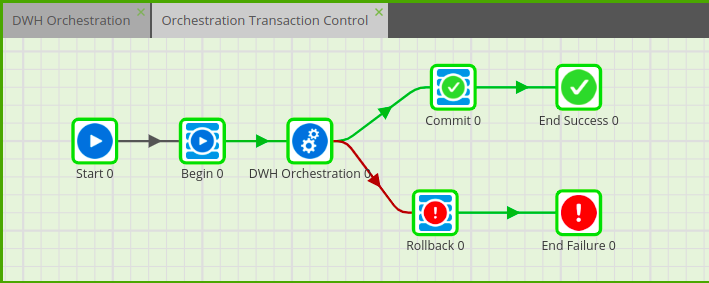 DWH Orchestration
Orchestration Transaction Control
Commit 0
End Success 0
Start 0
Begin 0
DWH Orchestration 0
Rollback 0
End Failure 0